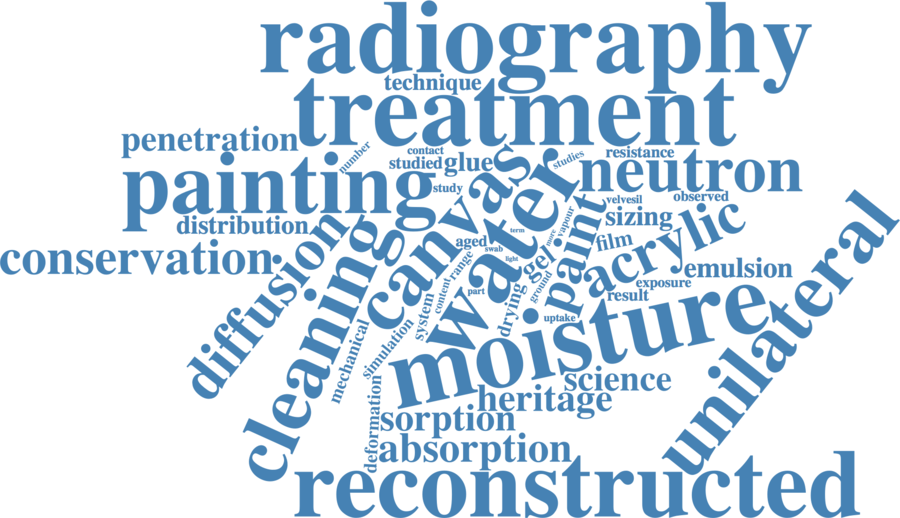 radiography
technique
treatment
penetration
number
contact
studied
glue
studies
resistance
painting
study
canvas
water
neutron
velvesil
observed
distribution
sizing
acrylic
conservation
diffusion
cleaning
aged
swab
term
light
more
vapour
paint
film
emulsion
unilateral
system
content
range
part
drying
gel
ground
exposure
result
uptake
mechanical
simulation
moisture
science
heritage
deformation
sorption
absorption
reconstructed